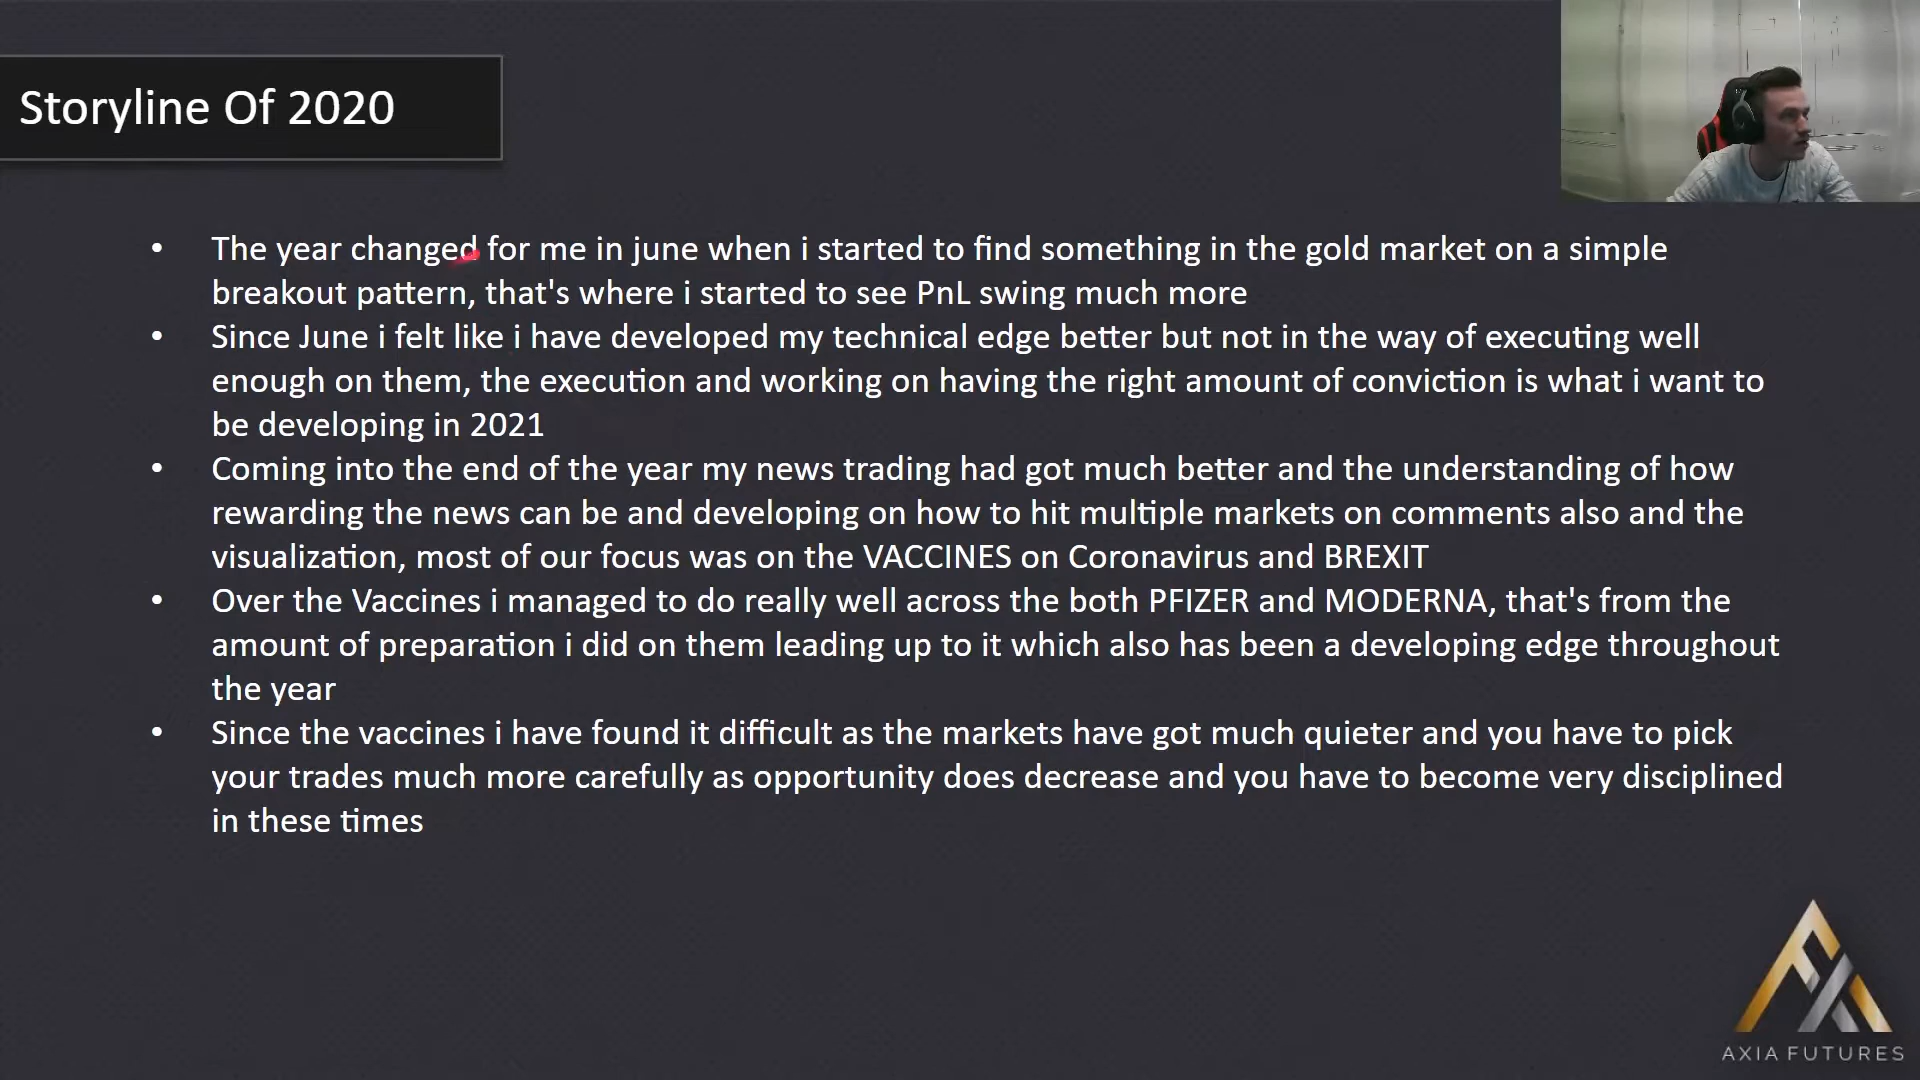 Storyline Of 2020
• The year changed for me in june when i started to find something in the gold market on a simple
breakout pattern, that's where i started to see PnL swing much more
• Since June i felt like i have developed my technical edge better but not in the way of executing well
enough on them, the execution and working on having the right amount of conviction is what i want to
be developing in 2021
• Coming into the end of the year my news trading had got much better and the understanding of how
rewarding the news can be and developing on how to hit multiple markets on comments also and the
visualization, most of our focus was on the VACCINES on Coronavirus and BREXIT
• Over the Vaccines i managed to do really well across the both PFIZER and MODERNA, that's from the
amount of preparation i did on them leading up to it which also has been a developing edge throughout
the year
• Since the vaccines i have found it difficult as the markets have got much quieter and you have to pick
your trades much more carefully as opportunity does decrease and you have to become very disciplined
in these times
AXIA FUTURES